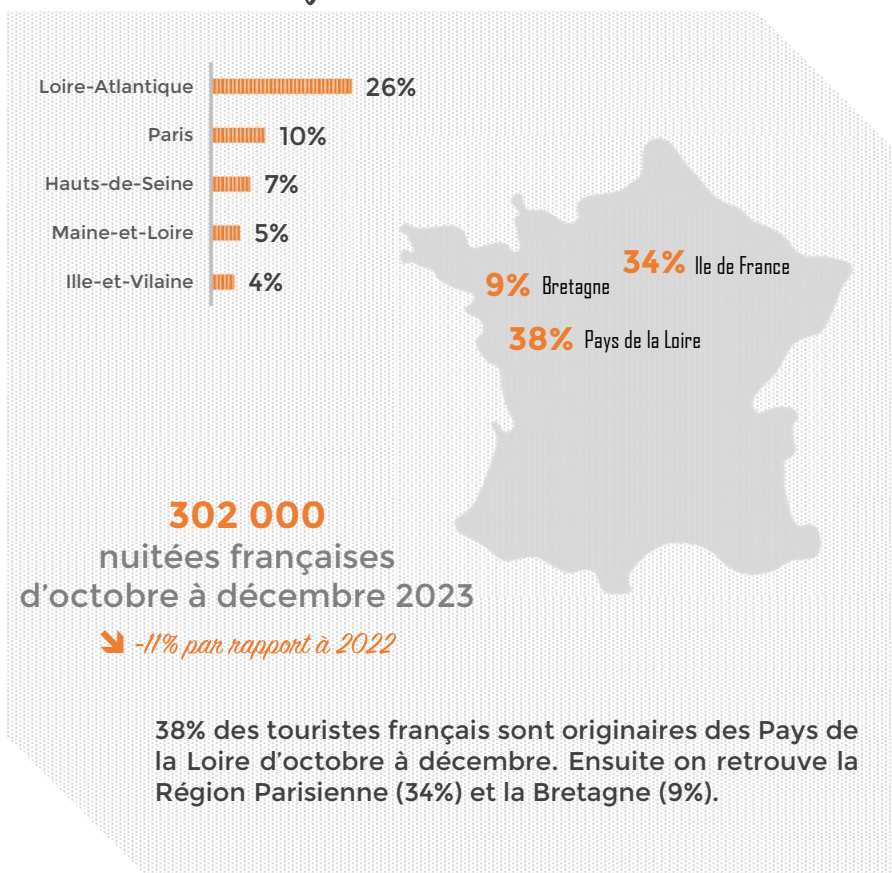 Loire-Atlantique 26%
Paris 10%
Hauts-de-Seine 7%
Maine-et-Loire 5%
Ille-et-Vilaine 4%
34% Ile de France
9% Bretagne
38% Pays de la Loire
302 000
nuitées françaises
d’octobre à décembre 2023
-11% par rapport à 2022
38% des touristes français sont originaires des Pays de
la Loire d’octobre à décembre. Ensuite on retrouve la
Région Parisienne (34%) et la Bretagne (9%).